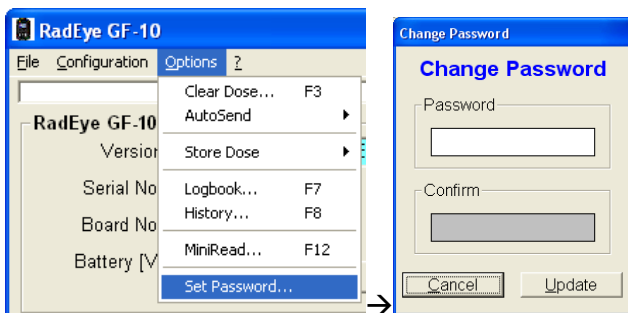 RadEye GF-10
File Configuration Options ?
Clear Dose... F3
AutoSend
Store Dose
Logbook... F7
History... F8
MiniRead... F12
Set Password...
RadEye GF-10
Version
Serial No
Board No
Battery [V
→
Change Password
Change Password
Password
Confirm
Cancel Update